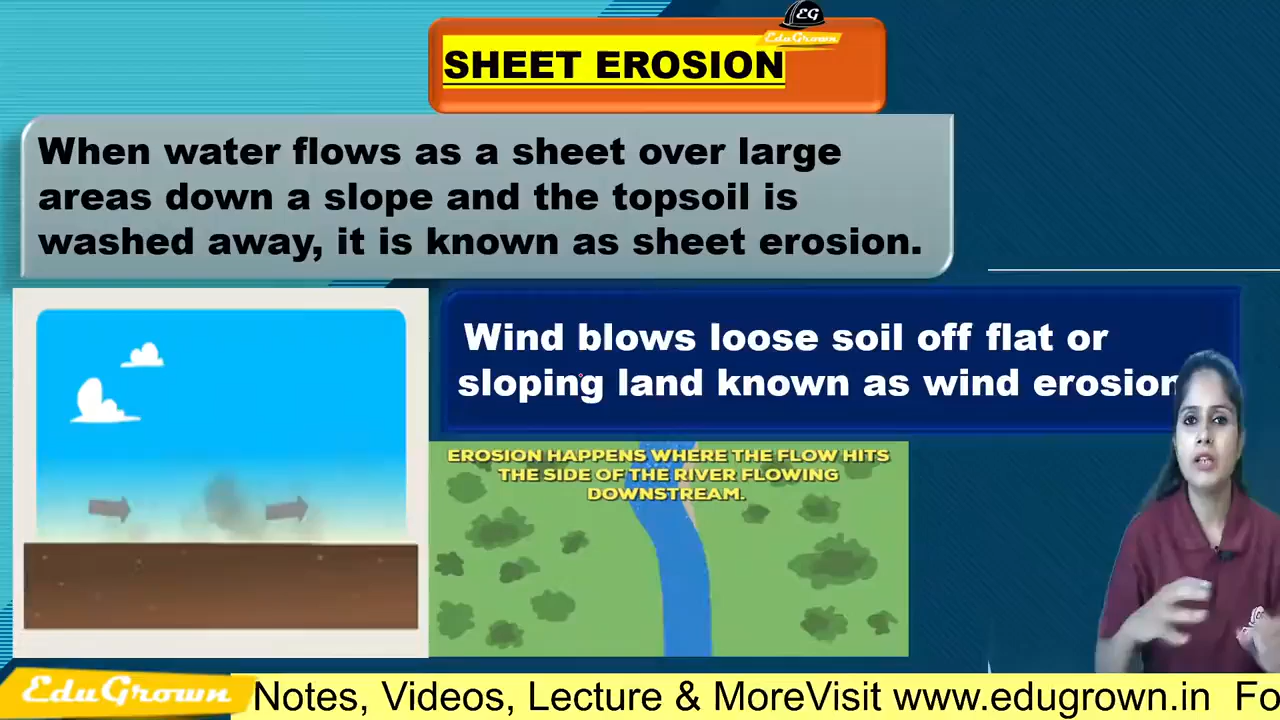 EG
EduGrown
SHEET EROSION
When water flows as a sheet over large
areas down a slope and the topsoil is
washed away, it is known as sheet erosion.
Wind blows loose soil off flat or
sloping land known as wind erosion
EROSION HAPPENS WHERE THE FLOW HITS
THE SIDE OF THE RIVER FLOWING
DOWNSTREAM.
EduGrown
Notes, Videos, Lecture & MoreVisit www.edugrown.in Fo